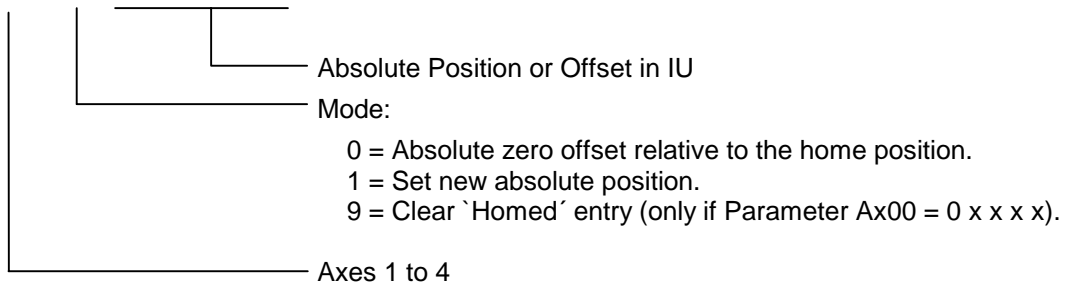 Absolute Position or Offset in IU
Mode:
0 = Absolute zero offset relative to the home position.
1 = Set new absolute position.
9 = Clear `Homed´ entry (only if Parameter Ax00 = 0 x x x x).
Axes 1 to 4